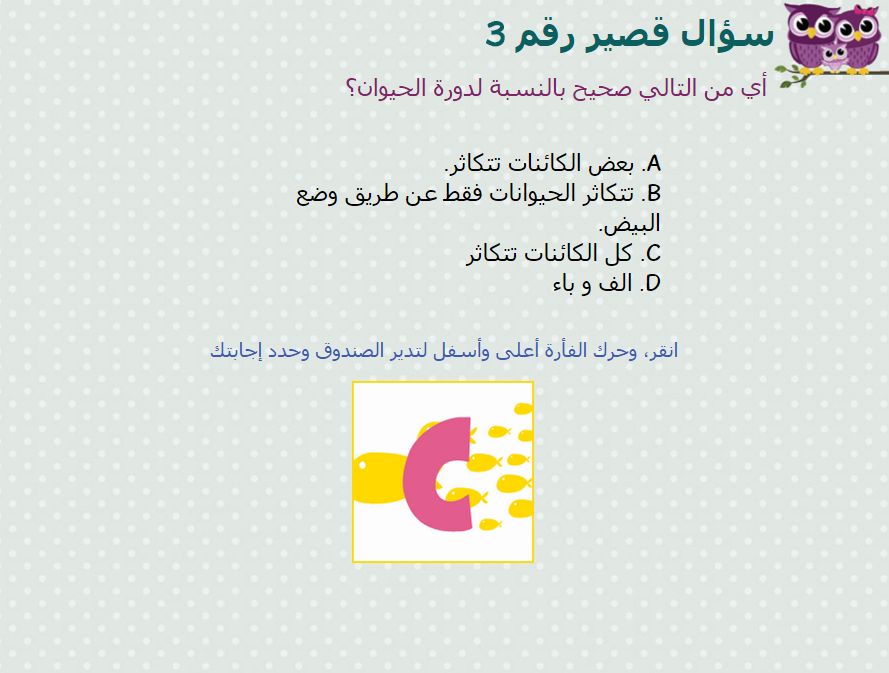 سؤال قصير رقم 3
أي من التالي صحيح بالنسبة لدورة الحيوان؟
A. بعض الكائنات تتكاثر.
B. تتكاثر الحيوانات فقط عن طريق وضع
البيض.
C. كل الكائنات تتكاثر
D. الف و باء
انقر، وحرك الفأرة أعلى وأسفل لتدير الصندوق وحدد إجابتك
C